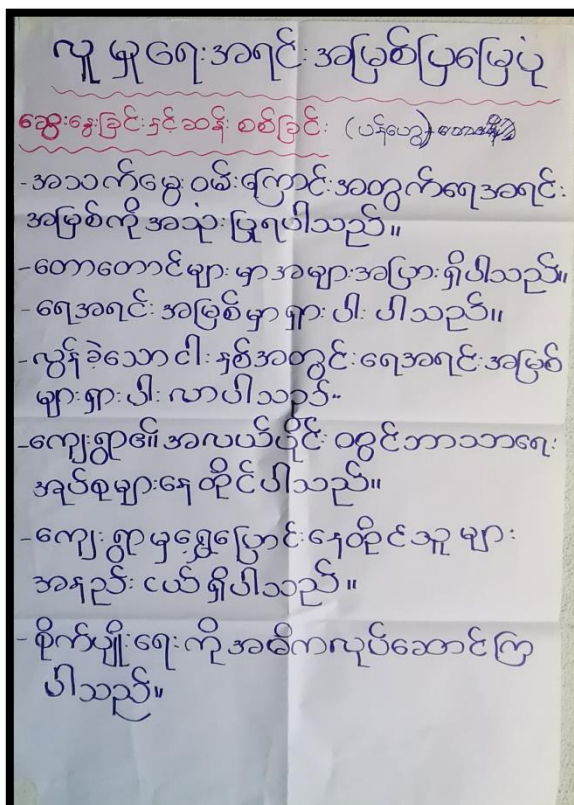 လူမှုရေးအရင်းအမြစ်ပြမြေပုံ
ဆွေးနွေးခြင်းနှင့်ဆန်းစစ်ခြင်း (ပန်ဟွေ့)
-အသက်မွေးဝမ်းကြောင်းအတွက်ရေအရင်း
အမြစ်ကိုအသုံးပြုရပါသည်။
-တောတောင်များမှာအများအပြားရှိပါသည်။
-ရေအရင်းအမြစ်မှာရှားပါးပါသည်။
-လွန်ခဲ့သောငါးနှစ်အတွင်းရေအရင်းအမြစ်
များရှားပါးလာပါသည်။
-ကျေးရွာ၏အလယ်ပိုင်းတွင်ဘာသာရေး
အုပ်စုများနေထိုင်ပါသည်။
-ကျေးရွာမှရွှေ့ပြောင်းနေထိုင်သူများ
အနည်းငယ်ရှိပါသည်။
-စိုက်ပျိုးရေးကိုအဓိကလုပ်ဆောင်ကြ
ပါသည်။